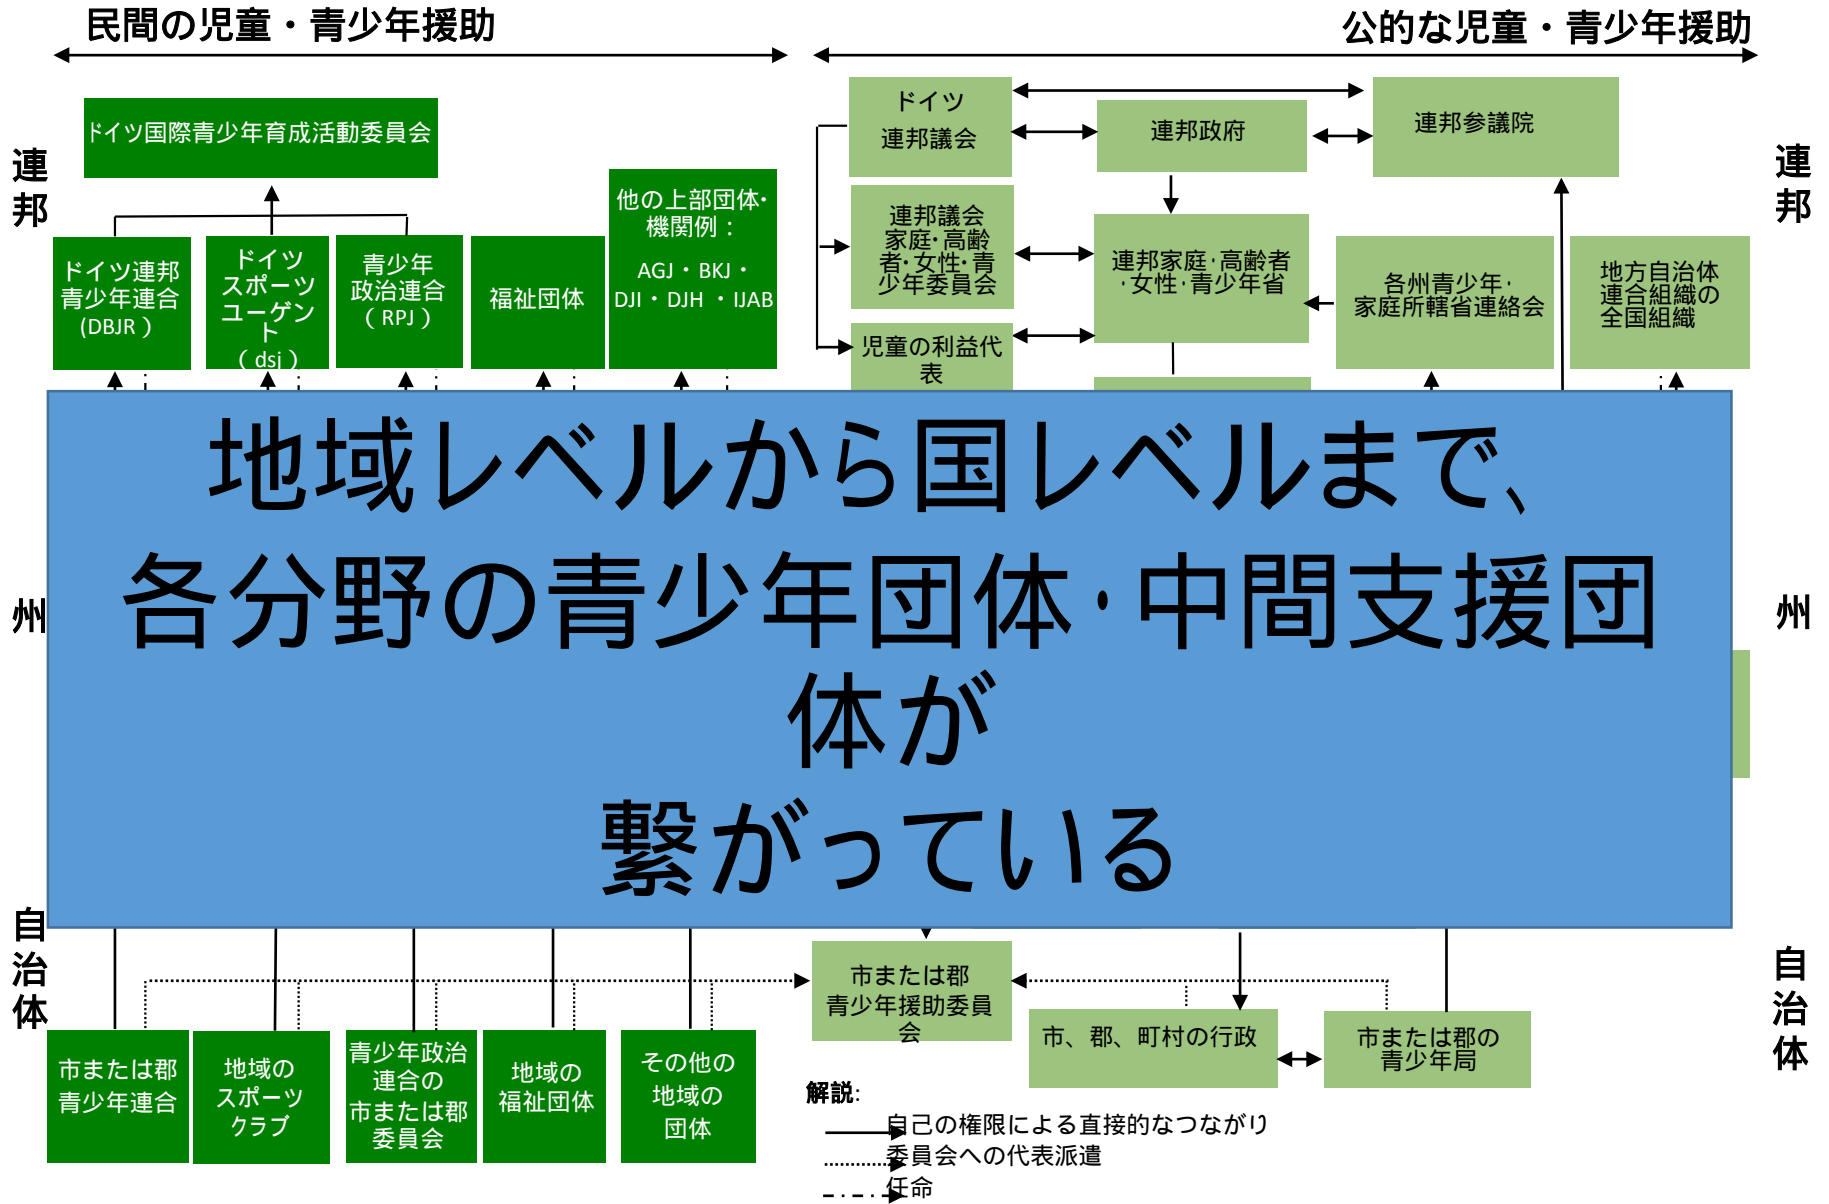 民間の児童・青少年援助
公的な児童・青少年援助
連邦
州
自治体
ドイツ国際青少年育成活動委員会
ドイツ連邦
青少年連合
(DBJR )
ドイツ
スポーツ
ユーゲン
ト
( dsj )
青少年
政治連合
( RPJ )
福祉団体
他の上部団体・
機関例：
AGJ・BKJ・
DJI・DJH ・IJAB
ドイツ
連邦議会
連邦政府
連邦参議院
連邦議会
家庭・高齢
者・女性・青
少年委員会
連邦家庭・高齢者
・女性・青少年省
各州青少年・
家庭所轄省連絡会
地方自治体
連合組織の
全国組織
児童の利益代
表
連邦
州
自治体
地域レベルから国レベルまで、
各分野の青少年団体・中間支援団
体が
繋がっている
市または郡
青少年連合
地域の
スポーツ
クラブ
青少年政治
連合の
市または郡
委員会
地域の
福祉団体
その他の
地域の
団体
市または郡
青少年援助委員
会
市、郡、町村の行政
市または郡の
青少年局
解説:
自己の権限による直接的なつながり
委員会への代表派遣
任命